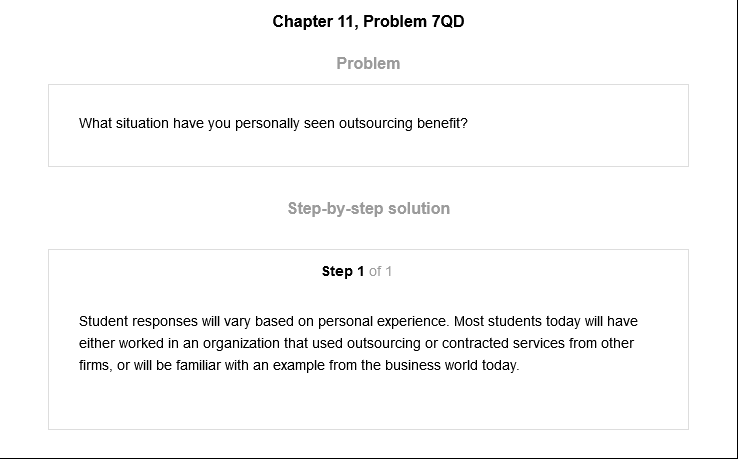 Chapter 11, Problem 7QD
Problem
What situation have you personally seen outsourcing benefit?
Step-by-step solution
Step 1 of 1
Student responses will vary based on personal experience. Most students today will have
either worked in an organization that used outsourcing or contracted services from other
firms, or will be familiar with an example from the business world today.